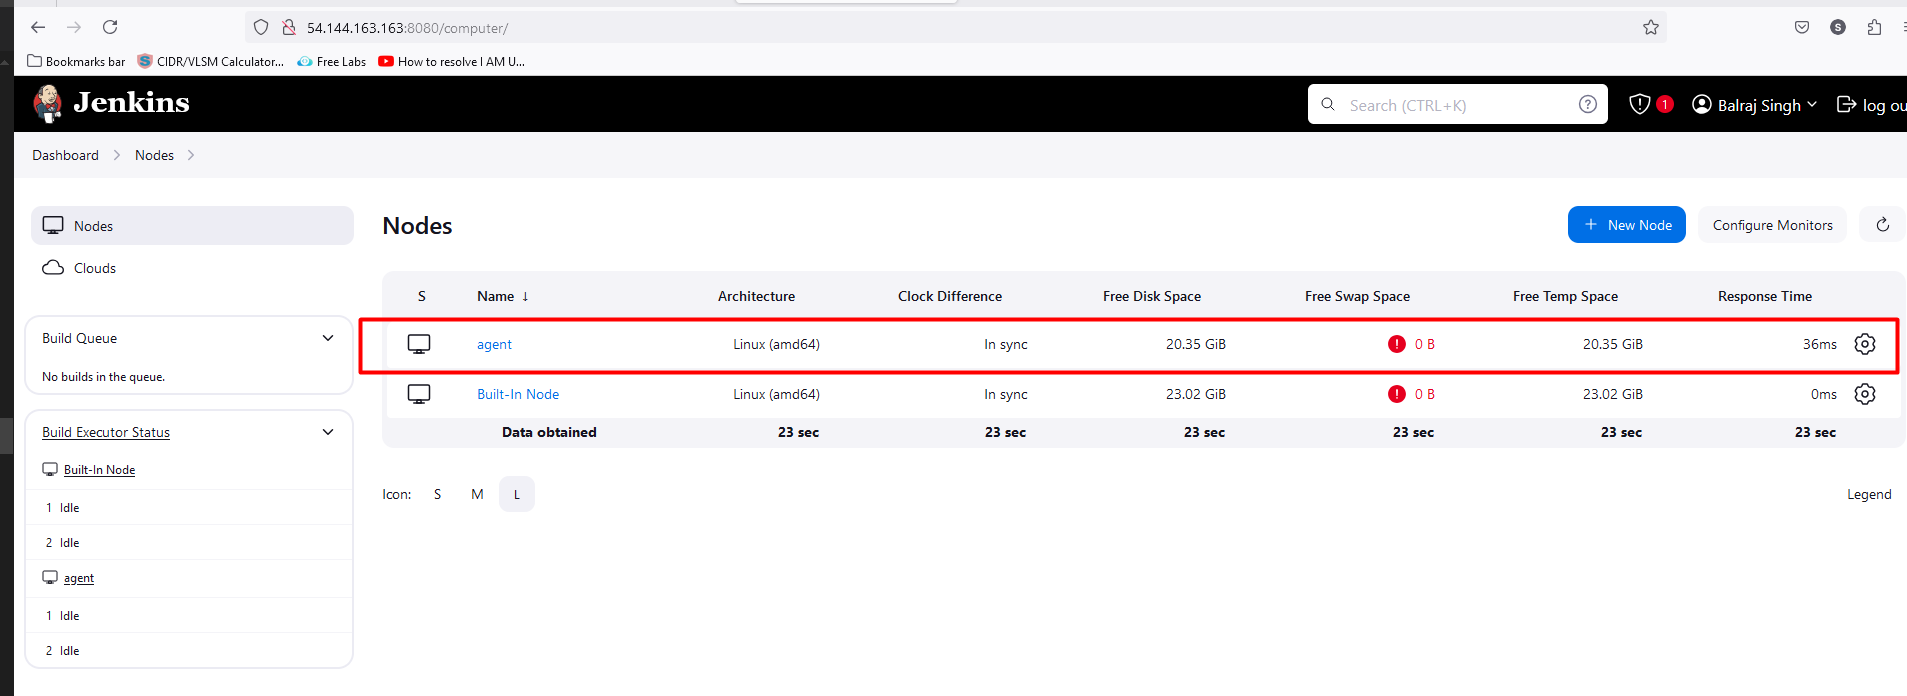 54.144.163.163:8080/computer/
S
Bookmarks bar CIDR/VLSM Calculator... Free Labs How to resolve I AM U...
Jenkins
Search (CTRL+K) ? 1 Balraj Singh log ou
Dashboard Nodes
Nodes
Clouds
Build Queue
No builds in the queue.
Build Executor Status
Built-In Node
1 Idle
2 Idle
agent
1 Idle
2 Idle
Nodes
+ New Node Configure Monitors
S Name ↓ Architecture Clock Difference Free Disk Space Free Swap Space Free Temp Space Response Time
agent Linux (amd64) In sync 20.35 GiB ! 0 B 20.35 GiB 36ms
Built-In Node Linux (amd64) In sync 23.02 GiB ! 0 B 23.02 GiB 0ms
Data obtained 23 sec 23 sec 23 sec 23 sec 23 sec 23 sec
Icon: S M L Legend